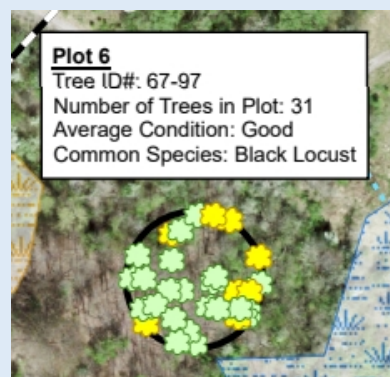 Plot 6
Tree ID#: 67-97
Number of Trees in Plot: 31
Average Condition: Good
Common Species: Black Locust